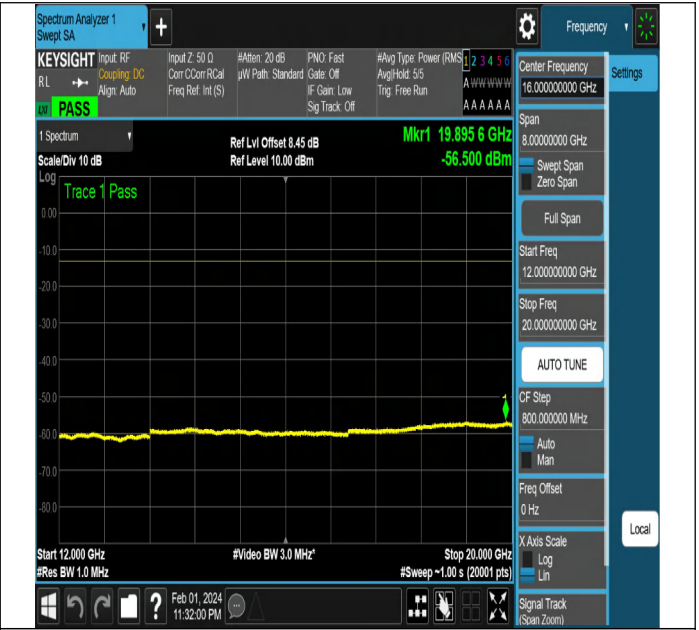 Spectrum Analyzer 1
Swept SA
+
Frequency
KEYSIGHT
Input: RF
Coupling: DC
Align: Auto
RL
PASS
Input Z: 50 Ω
Corr CCorr RCal
Freq Ref: Int (S)
#Atten: 20 dB
µW Path: Standard
PNO: Fast
Gate: Off
IF Gain: Low
Sig Track: Off
#Avg Type: Power (RMS
Avg|Hold: 5/5
Trig: Free Run
1 2 3 4 5 6
A W W W W W
A A A A A A
1 Spectrum
Scale/Div 10 dB
Ref Lvl Offset 8.45 dB
Ref Level 10.00 dBm
Mkr1 19.895 6 GHz
-56.500 dBm
Log
Trace 1 Pass
0.00
-10.0
-20.0
-30.0
-40.0
-50.0
-60.0
-70.0
-80.0
1
Start 12.000 GHz
#Res BW 1.0 MHz
#Video BW 3.0 MHz*
Stop 20.000 GHz
#Sweep ~1.00 s (20001 pts)
Center Frequency
16.00000000 GHz
Settings
Span
8.00000000 GHz
Swept Span
Zero Span
Full Span
Start Freq
12.000000000 GHz
Stop Freq
20.000000000 GHz
AUTO TUNE
CF Step
800.000000 MHz
Auto
Man
Freq Offset
0 Hz
X Axis Scale
Log
Lin
Local
Signal Track
(Span Zoom)
?
Feb 01, 2024
11:32:00 PM